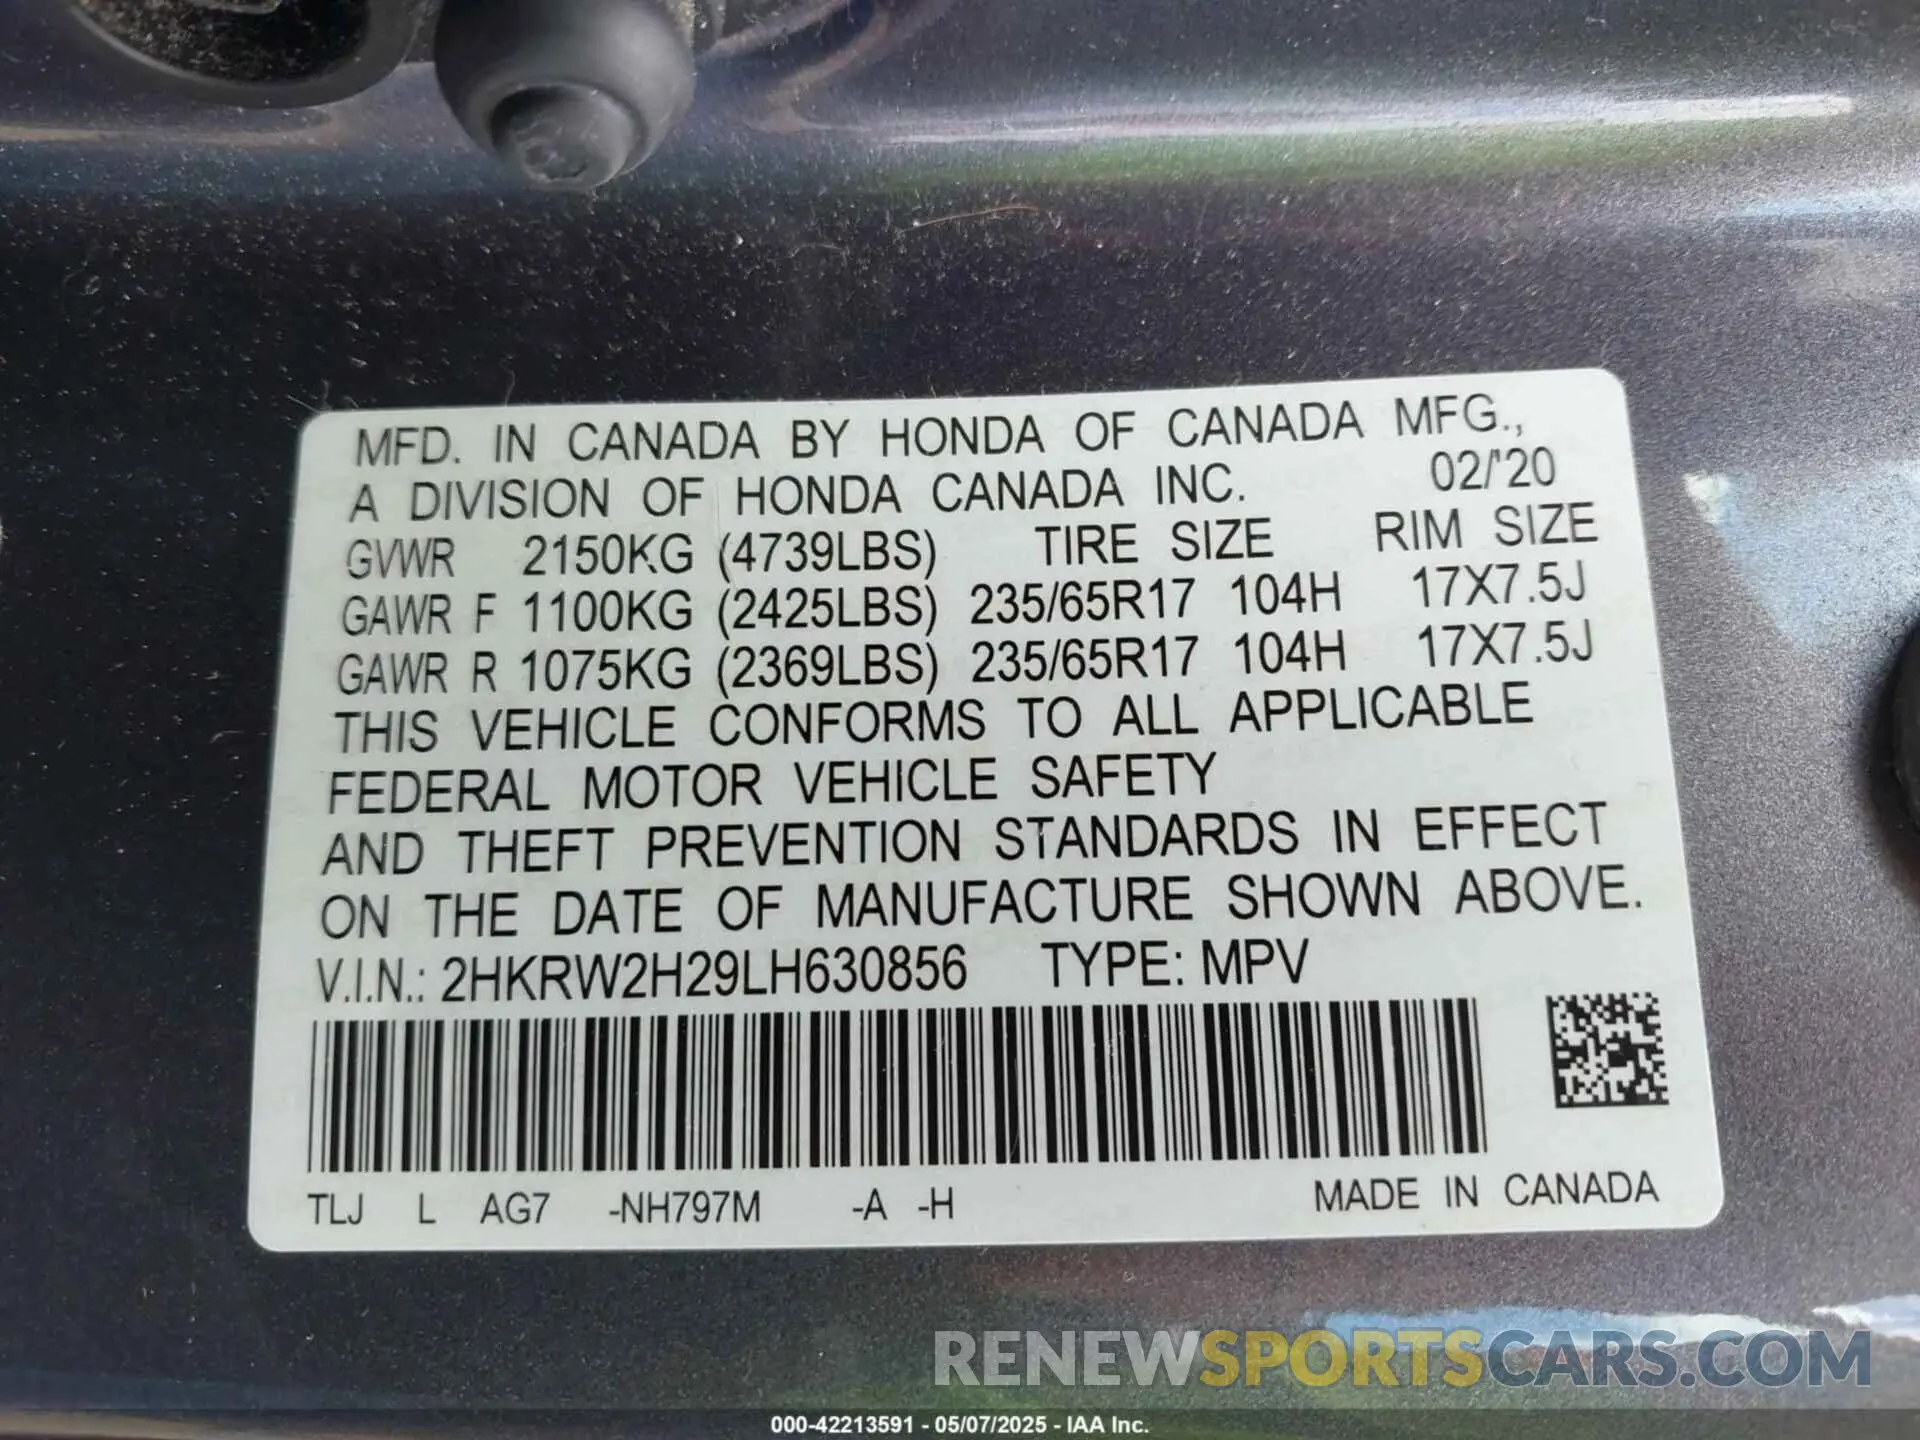 MFD. IN CANADA BY HONDA OF CANADA MFG.,
A DIVISION OF HONDA CANADA INC. 02/'20
GVWR 2150KG (4739LBS) TIRE SIZE RIM SIZE
GAWR F 1100KG (2425LBS) 235/65R17 104H 17X7.5J
GAWR R 1075KG (2369LBS) 235/65R17 104H 17X7.5J
THIS VEHICLE CONFORMS TO ALL APPLICABLE
FEDERAL MOTOR VEHICLE SAFETY
AND THEFT PREVENTION STANDARDS IN EFFECT
ON THE DATE OF MANUFACTURE SHOWN ABOVE.
V.I.N.: 2HKRW2H29LH630856 TYPE: MPV
TLJ L AG7 -NH797M -A -H MADE IN CANADA
RENEWSPORTSCARS.COM
000-42213591 - 05/07/2025 - IAA Inc.